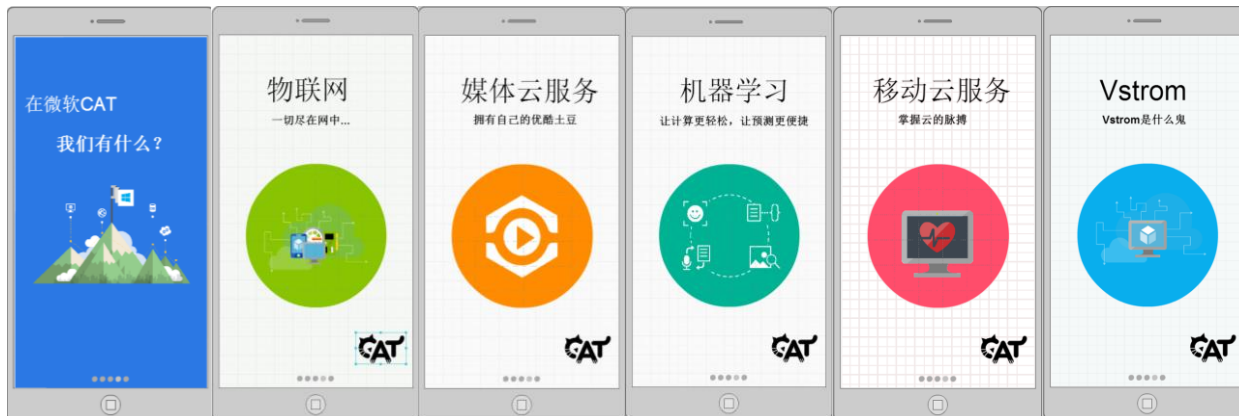 在微软CAT
我们有什么?
物联网
一切尽在网中...
CAT
媒体云服务
拥有自己的优酷土豆
CAT
机器学习
让计算更轻松，让预测更便捷
CAT
移动云服务
掌握云的脉搏
CAT
Vstrom
Vstrom是什么鬼
CAT